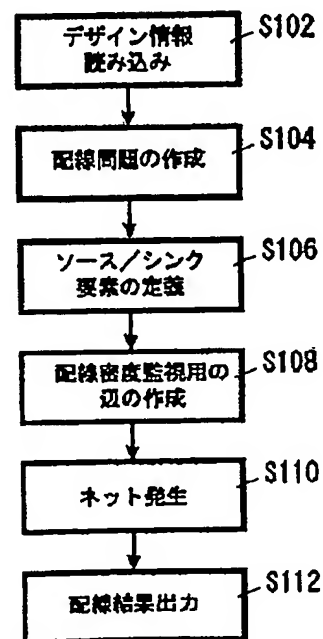 デザイン情報
読み込み
S102
配線問題の作成
S104
ソース／シンク
要素の定義
S106
配線密度監視用の
辺の作成
S108
ネット発生
S110
配線結果出力
S112